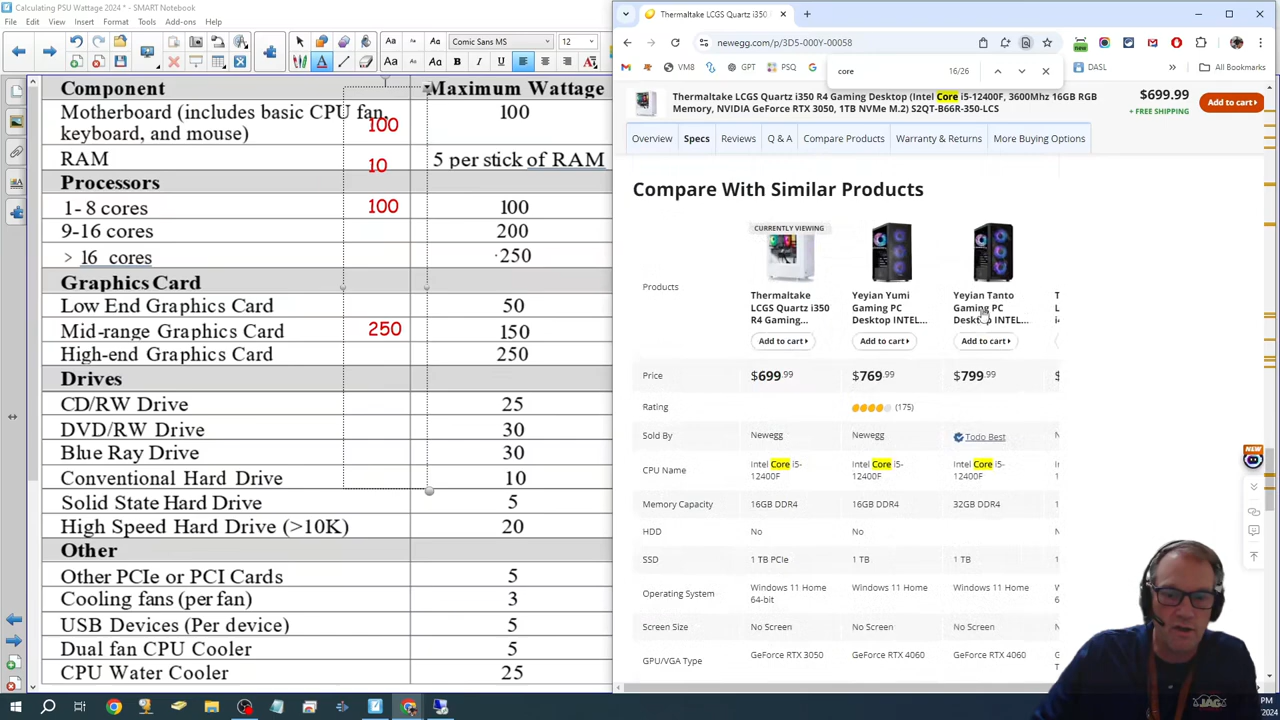 Calculating PSU Wattage 2024 * - SMART Notebook
File Edit View Insert Format Tools Add-ons Help
Aa
Comic Sans MS
12
Component Maximum Wattage
Motherboard (includes basic CPU fan, keyboard, and mouse) 100 100
RAM 10 5 per stick of RAM
Processors
1- 8 cores 100 100
9-16 cores 200
> 16 cores 250
Graphics Card
Low End Graphics Card 50
Mid-range Graphics Card 250 150
High-end Graphics Card 250
Drives
CD/RW Drive 25
DVD/RW Drive 30
Blue Ray Drive 30
Conventional Hard Drive 10
Solid State Hard Drive 5
High Speed Hard Drive (>10K) 20
Other
Other PCIe or PCI Cards 5
Cooling fans (per fan) 3
USB Devices (Per device) 5
Dual fan CPU Cooler 5
CPU Water Cooler 25
Thermaltake LCGS Quartz i350
newegg.com/p/3D5-000Y-00058
VM8 GPT PSQ DASL All Bookmarks
core 16/26
Thermaltake LCGS Quartz i350 R4 Gaming Desktop (Intel Core i5-12400F, 3600Mhz 16GB RGB
Memory, NVIDIA GeForce RTX 3050, 1TB NVMe M.2) S2QT-B66R-350-LCS
$699.99
+ FREE SHIPPING
Add to cart
Overview Specs Reviews Q & A Compare Products Warranty & Returns More Buying Options
Compare With Similar Products
CURRENTLY VIEWING
Products
Thermaltake Yeyian Yumi Yeyian Tanto
LCGS Quartz i350 Gaming PC Gaming PC
R4 Gaming... Desktop INTEL... Desktop INTEL...
Add to cart Add to cart Add to cart
Price $699.99 $769.99 $799.99
Rating (175)
Sold By Newegg Newegg Todo Best
CPU Name Intel Core i5-12400F Intel Core i5-12400F Intel Core i5-12400F
Memory Capacity 16GB DDR4 16GB DDR4 32GB DDR4
HDD No No
SSD 1 TB PCIe 1 TB 1 TB
Operating System Windows 11 Home 64-bit Windows 11 Home Windows 11 Home
Screen Size No Screen No Screen No Screen
GPU/VGA Type GeForce RTX 3050 GeForce RTX 4060 GeForce RTX 4060
NEW
JAG
PM
2024